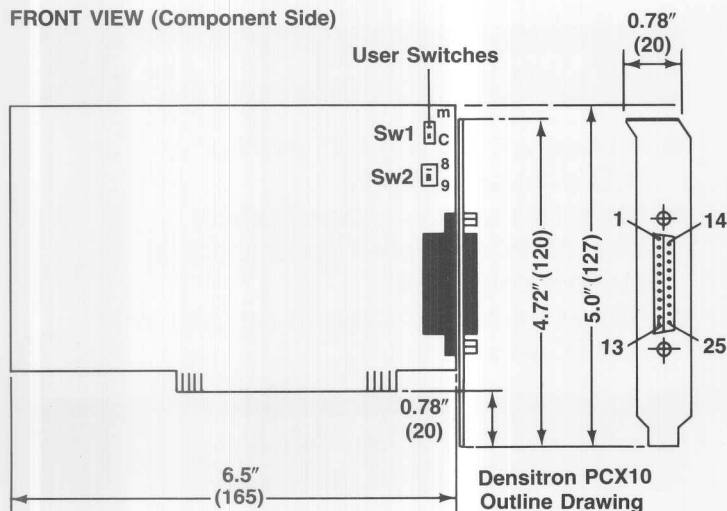 FRONT VIEW (Component Side)
0.78″
(20)
User Switches
m
Sw1
C
Sw2
8
9
1
14
4.72″ (120)
5.0″ (127)
13
25
0.78″
(20)
6.5″
(165)
Densitron PCX10
Outline Drawing